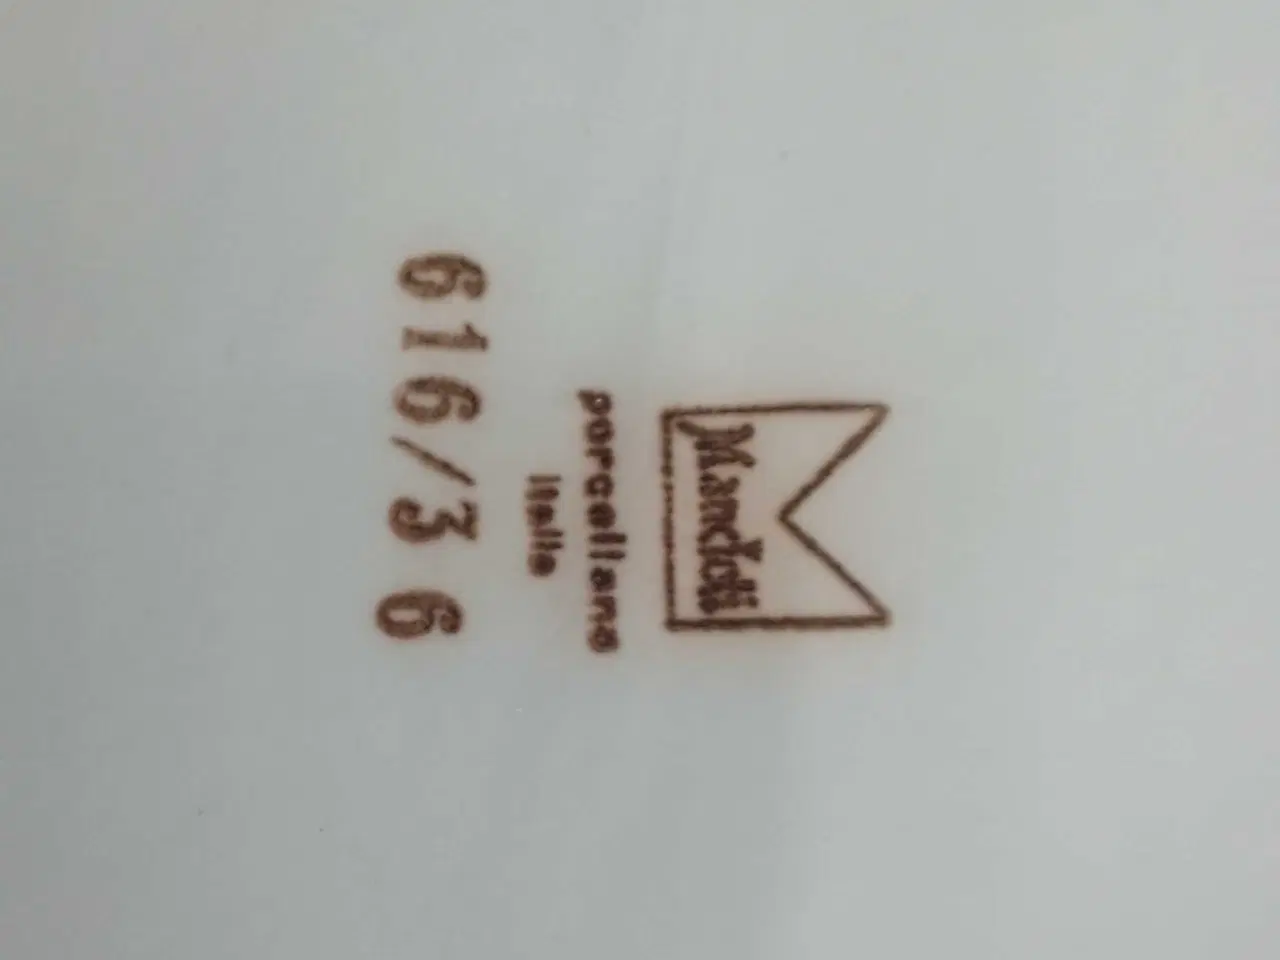 Mancioli
porcellana
italia
616/36